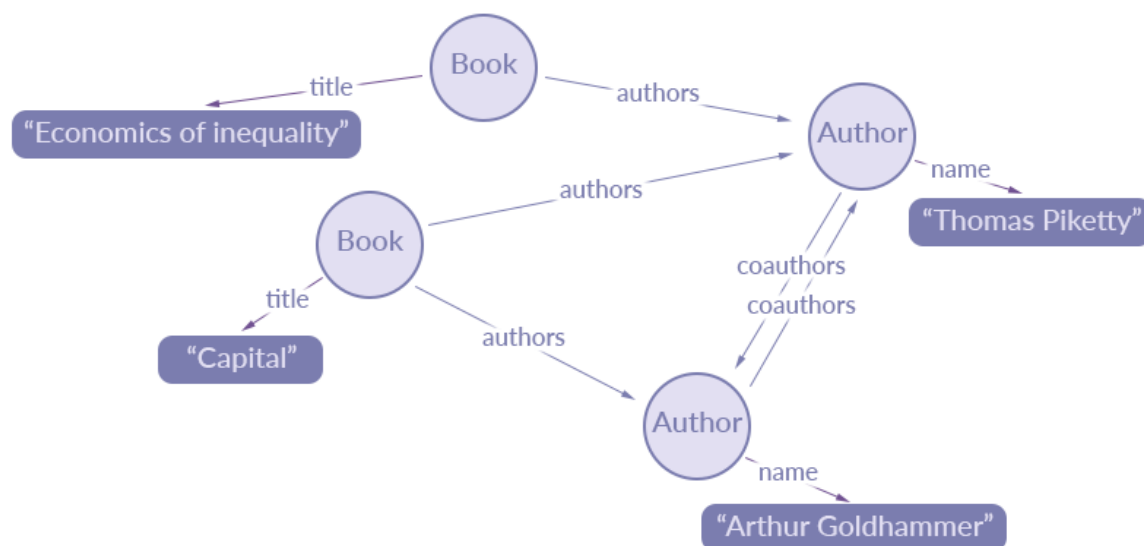 Book
title
authors
“Economics of inequality”
Author
name
authors
“Thomas Piketty”
Book
coauthors
title
coauthors
authors
“Capital”
Author
name
“Arthur Goldhammer”